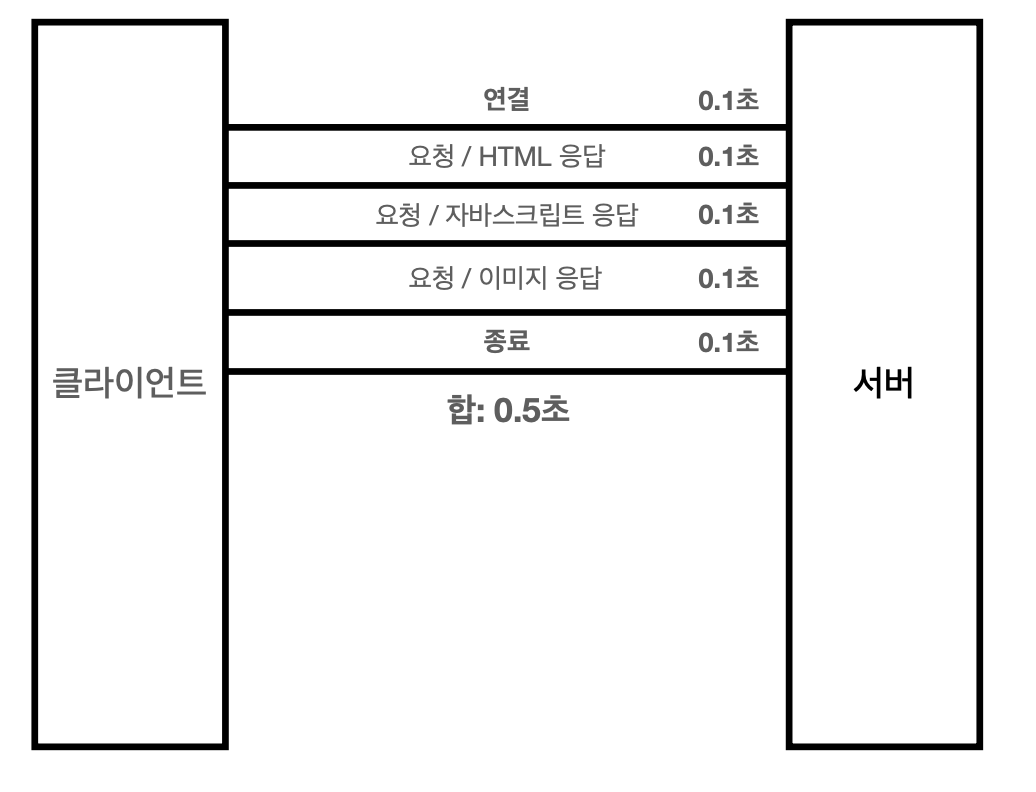 연결 0.1초
요청 / HTML 응답 0.1초
요청 / 자바스크립트 응답 0.1초
요청 / 이미지 응답 0.1초
종료 0.1초
클라이언트
서버
합: 0.5초